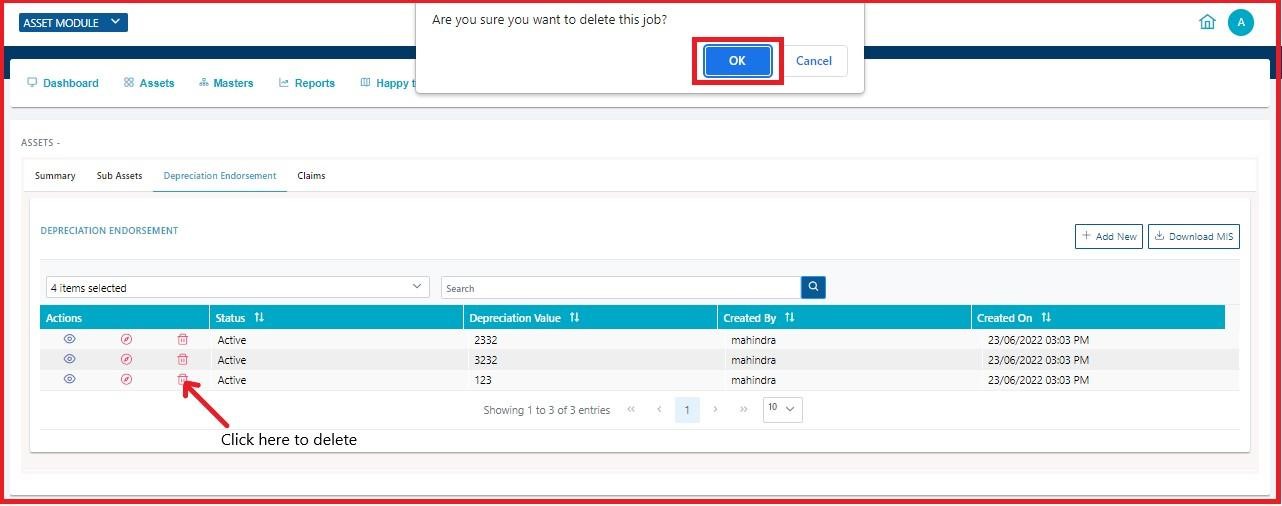 ASSET MODULE
Are you sure you want to delete this job?
A
OK Cancel
Dashboard Assets Masters Reports Happy t
ASSETS -
Summary Sub Assets Depreciation Endorsement Claims
DEPRECIATION ENDORSEMENT
Add New Download MIS
4 items selected Search
Actions Status Depreciation Value Created By Created On
Active 2332 mahindra 23/06/2022 03:03 PM
Active 3232 mahindra 23/06/2022 03:03 PM
Active 123 mahindra 23/06/2022 03:03 PM
Showing 1 to 3 of 3 entries « ‹ 1 › » 10
Click here to delete